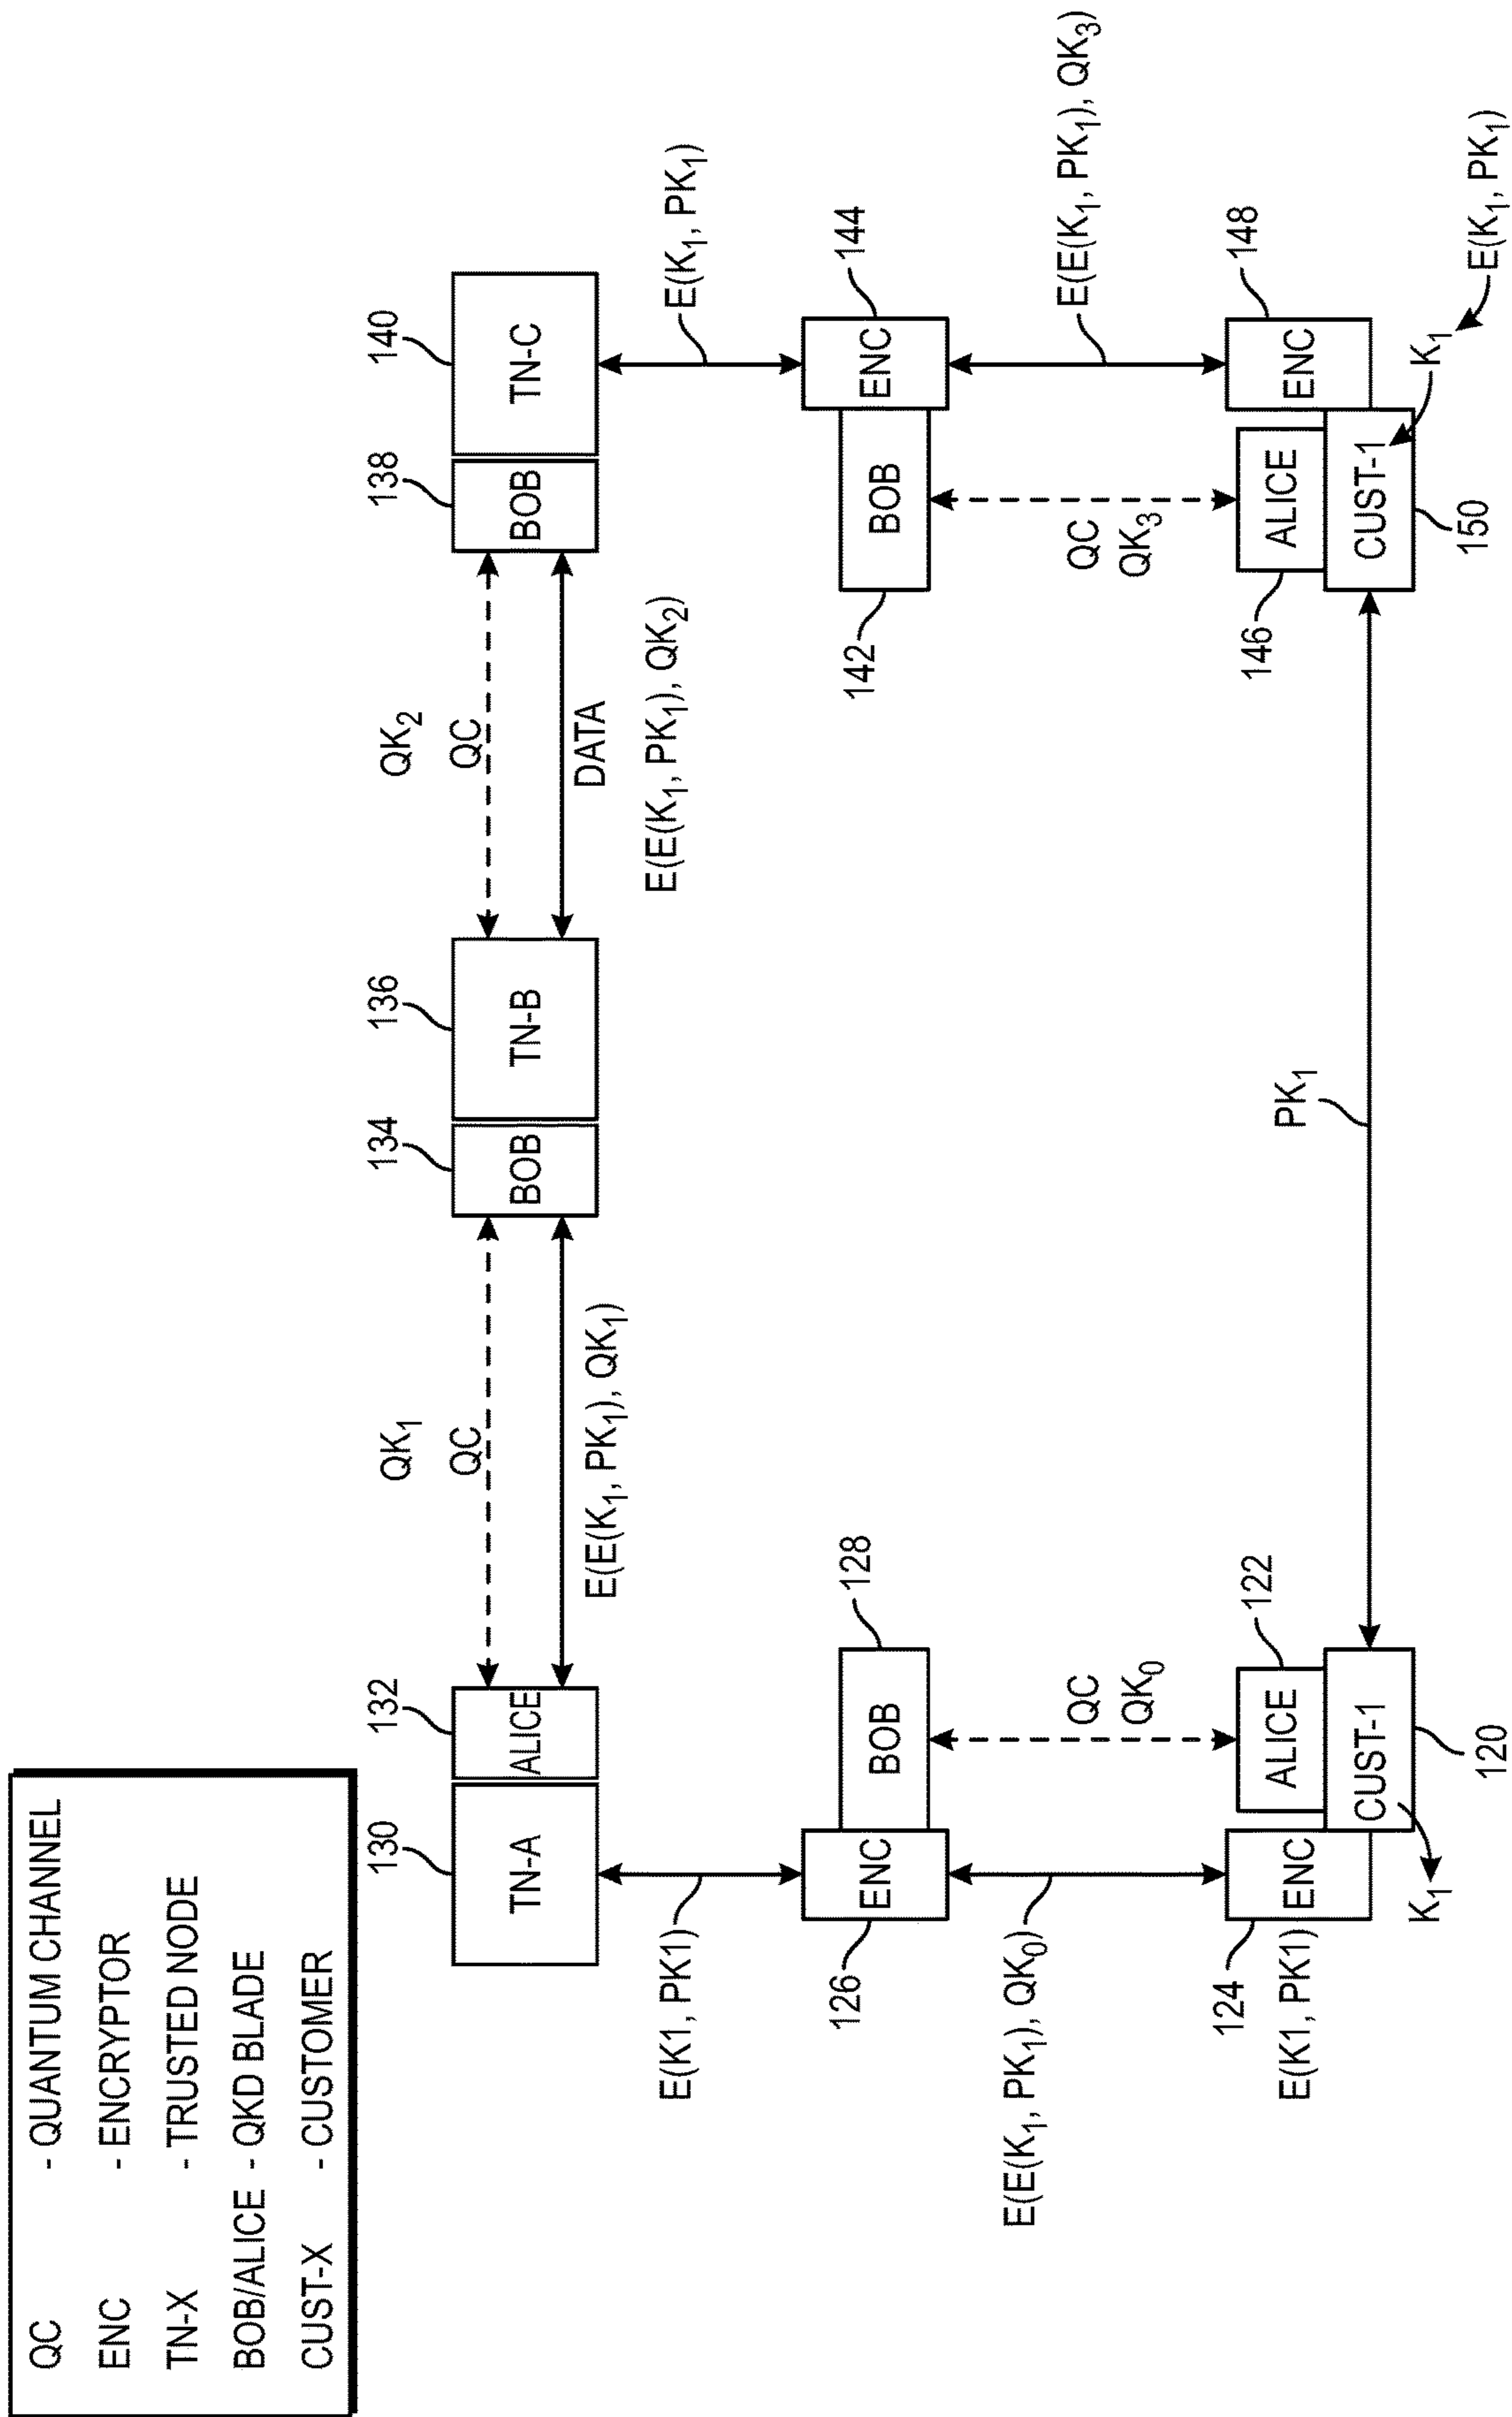 QC - QUANTUM CHANNEL
ENC - ENCRYPTOR
TN-X - TRUSTED NODE
BOB/ALICE - QKD BLADE
CUST-X - CUSTOMER
130
132
134
136
138
140
TN-A
ALICE
BOB
TN-B
BOB
TN-C
QK₁
QC
QK₂
QC
DATA
E(E(K₁, PK₁), QK₁)
E(E(K₁, PK₁), QK₂)
E(K1, PK1)
E(K₁, PK₁)
126
ENC
BOB
128
142
BOB
ENC
144
E(E(K₁, PK₁), QK₀)
QC
QK₀
QC
QK₃
E(E(K₁, PK₁), QK₃)
124
ENC
ALICE
122
146
ALICE
ENC
148
E(K1, PK1)
CUST-1
PK₁
CUST-1
K₁
120
150
K₁
E(K₁, PK₁)